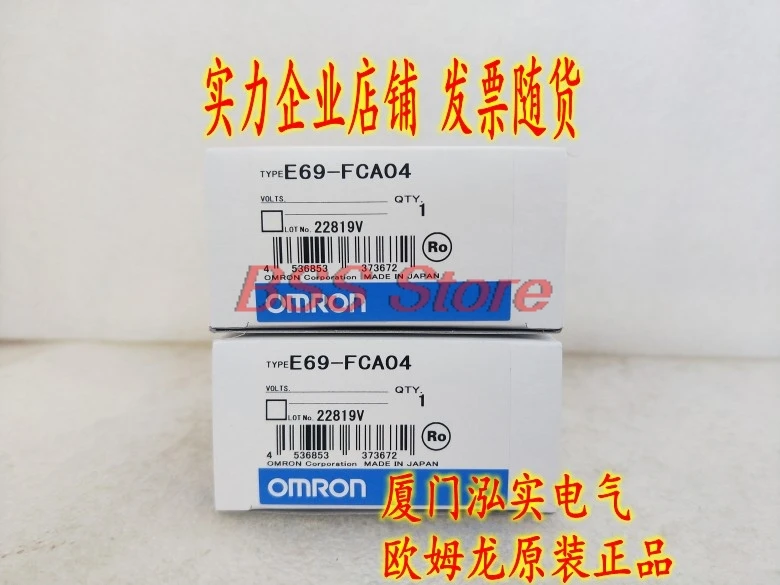 实力企业店铺 发票随货
TYPE E69-FCA04
VOLTS. QTY.
1
LOT No. 22819V
Ro
4 536853 373672
OMRON Corporation MADE IN JAPAN
BSS Store
OMRON
TYPE E69-FCA04
VOLTS. QTY.
1
LOT No. 22819V
Ro
4 536853 373672
OMRON Corporation MADE IN JAPAN
OMRON
厦门泓实电气
欧姆龙原装正品